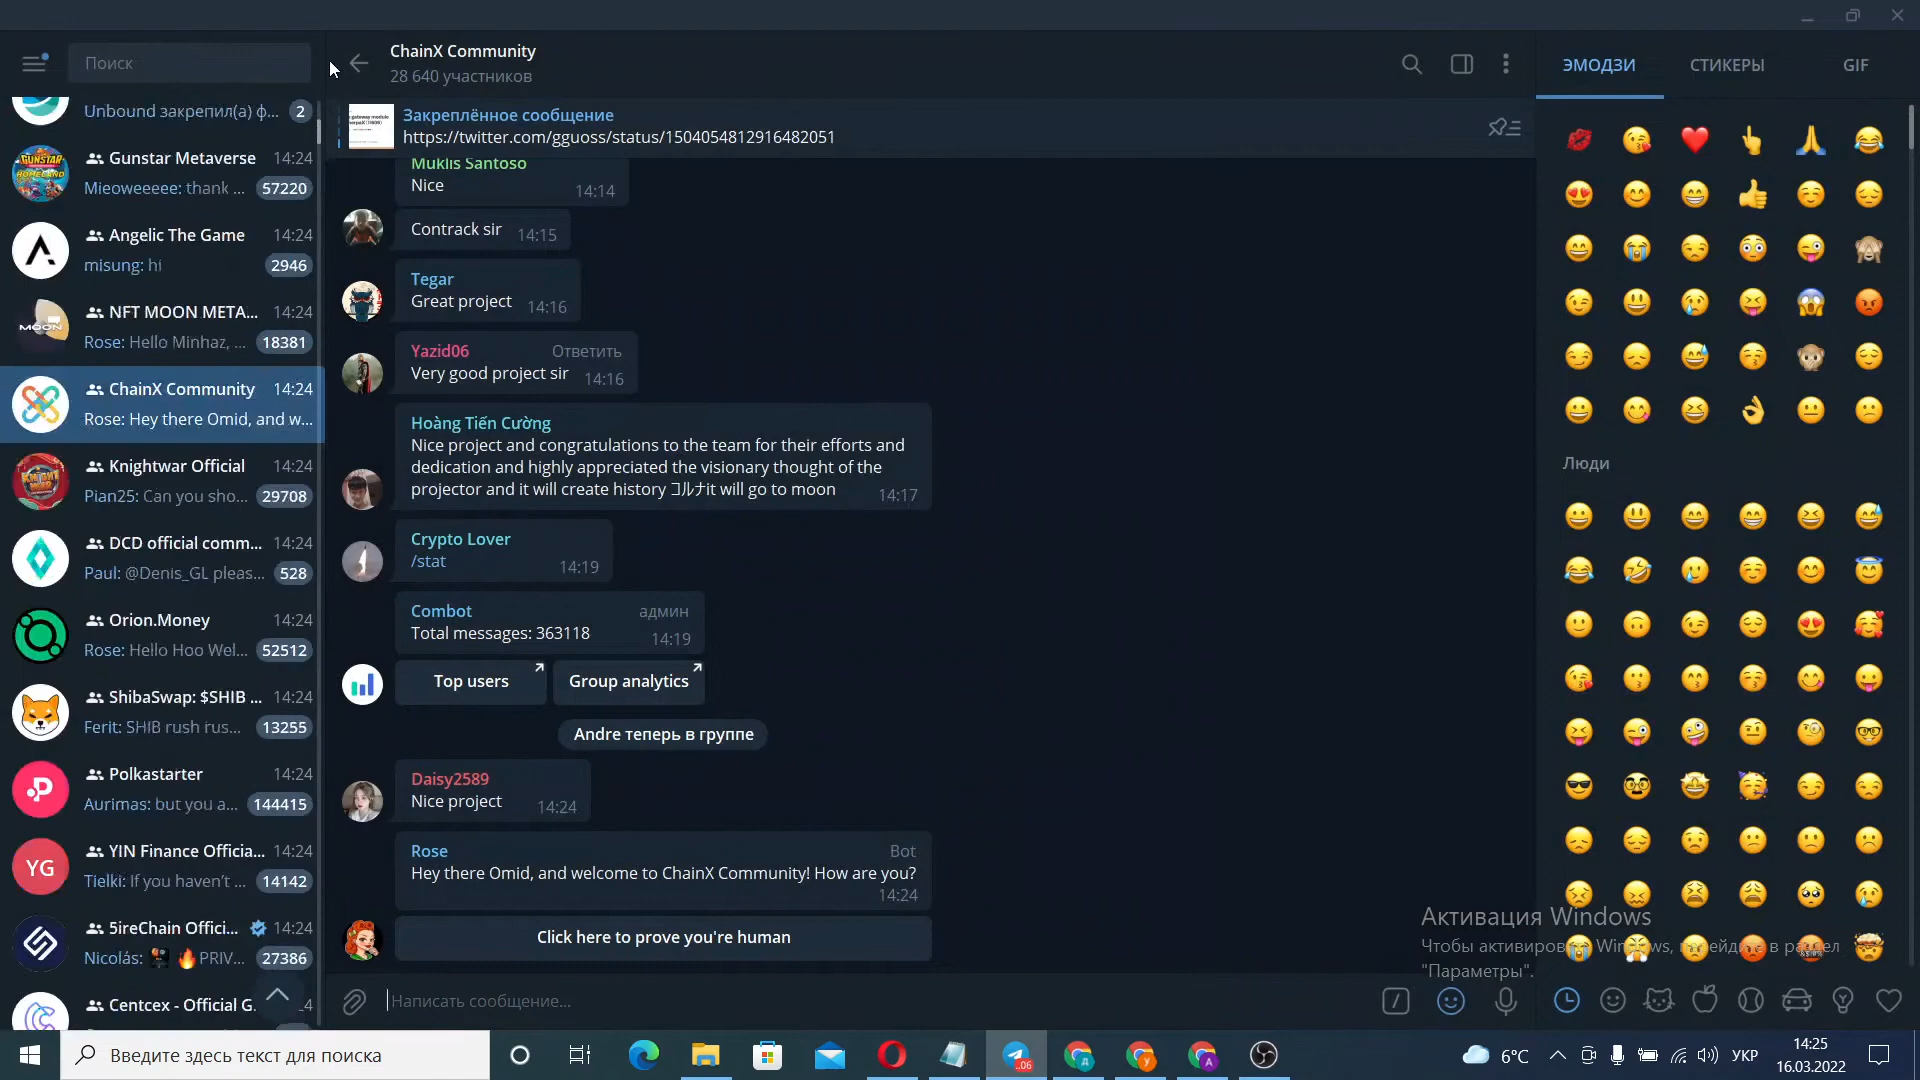 Поиск
Unbound закрепил(а) ф...
2
Gunstar Metaverse
14:24
Mieoweeeee: thank ...
57220
Angelic The Game
14:24
misung: hi
2946
NFT MOON META...
14:24
Rose: Hello Minhaz, ...
18381
ChainX Community
14:24
Rose: Hey there Omid, and w...
Knightwar Official
14:24
Pian25: Can you sho...
29708
DCD official comm...
14:24
Paul: @Denis_GL pleas...
528
Orion.Money
14:24
Rose: Hello Hoo Wel...
52512
ShibaSwap: $SHIB ...
14:24
Ferit: SHIB rush rus...
13255
Polkastarter
14:24
Aurimas: but you a...
144415
YG
YIN Finance Officia...
14:24
Tielki: If you haven't ...
14142
5ireChain Offici...
14:24
Nicolás: PRIV...
27386
Centcex - Official G.
ChainX Community
28 640 участников
Закреплённое сообщение
https://twitter.com/gguoss/status/1504054812916482051
Muklis Santoso
Nice
14:14
Contrack sir
14:15
Tegar
Great project
14:16
Yazid06
Ответить
Very good project sir
14:16
Hoàng Tiến Cường
Nice project and congratulations to the team for their efforts and
dedication and highly appreciated the visionary thought of the
projector and it will create history コルナit will go to moon
14:17
Crypto Lover
/stat
14:19
Combot
админ
Total messages: 363118
14:19
Top users
Group analytics
Andre теперь в группе
Daisy2589
Nice project
14:24
Rose
Bot
Hey there Omid, and welcome to ChainX Community! How are you?
14:24
Click here to prove you're human
Написать сообщение...
ЭМОДЗИ
СТИКЕРЫ
GIF
Люди
Активация Windows
Чтобы активировать Windows, перейдите в раздел
"Параметры".
Введите здесь текст для поиска
..06
6°C
УКР
14:25
16.03.2022